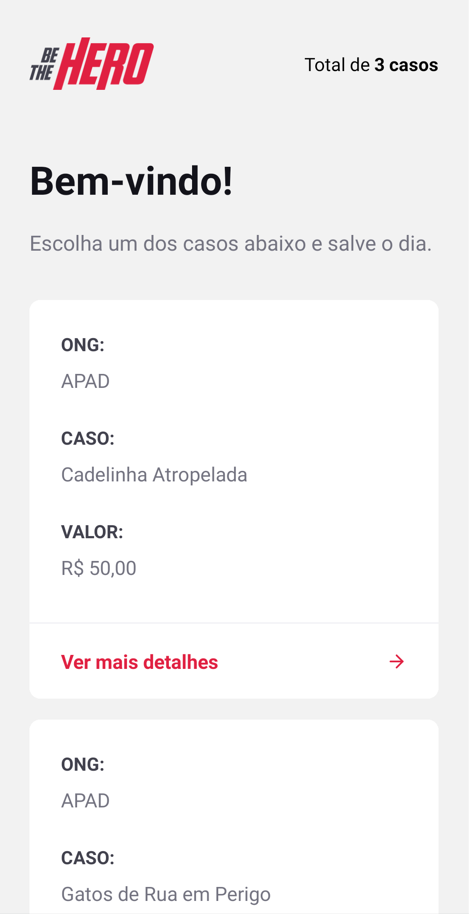 BE THE HERO
Total de 3 casos
Bem-vindo!
Escolha um dos casos abaixo e salve o dia.
ONG:
APAD
CASO:
Cadelinha Atropelada
VALOR:
R$ 50,00
Ver mais detalhes
ONG:
APAD
CASO:
Gatos de Rua em Perigo